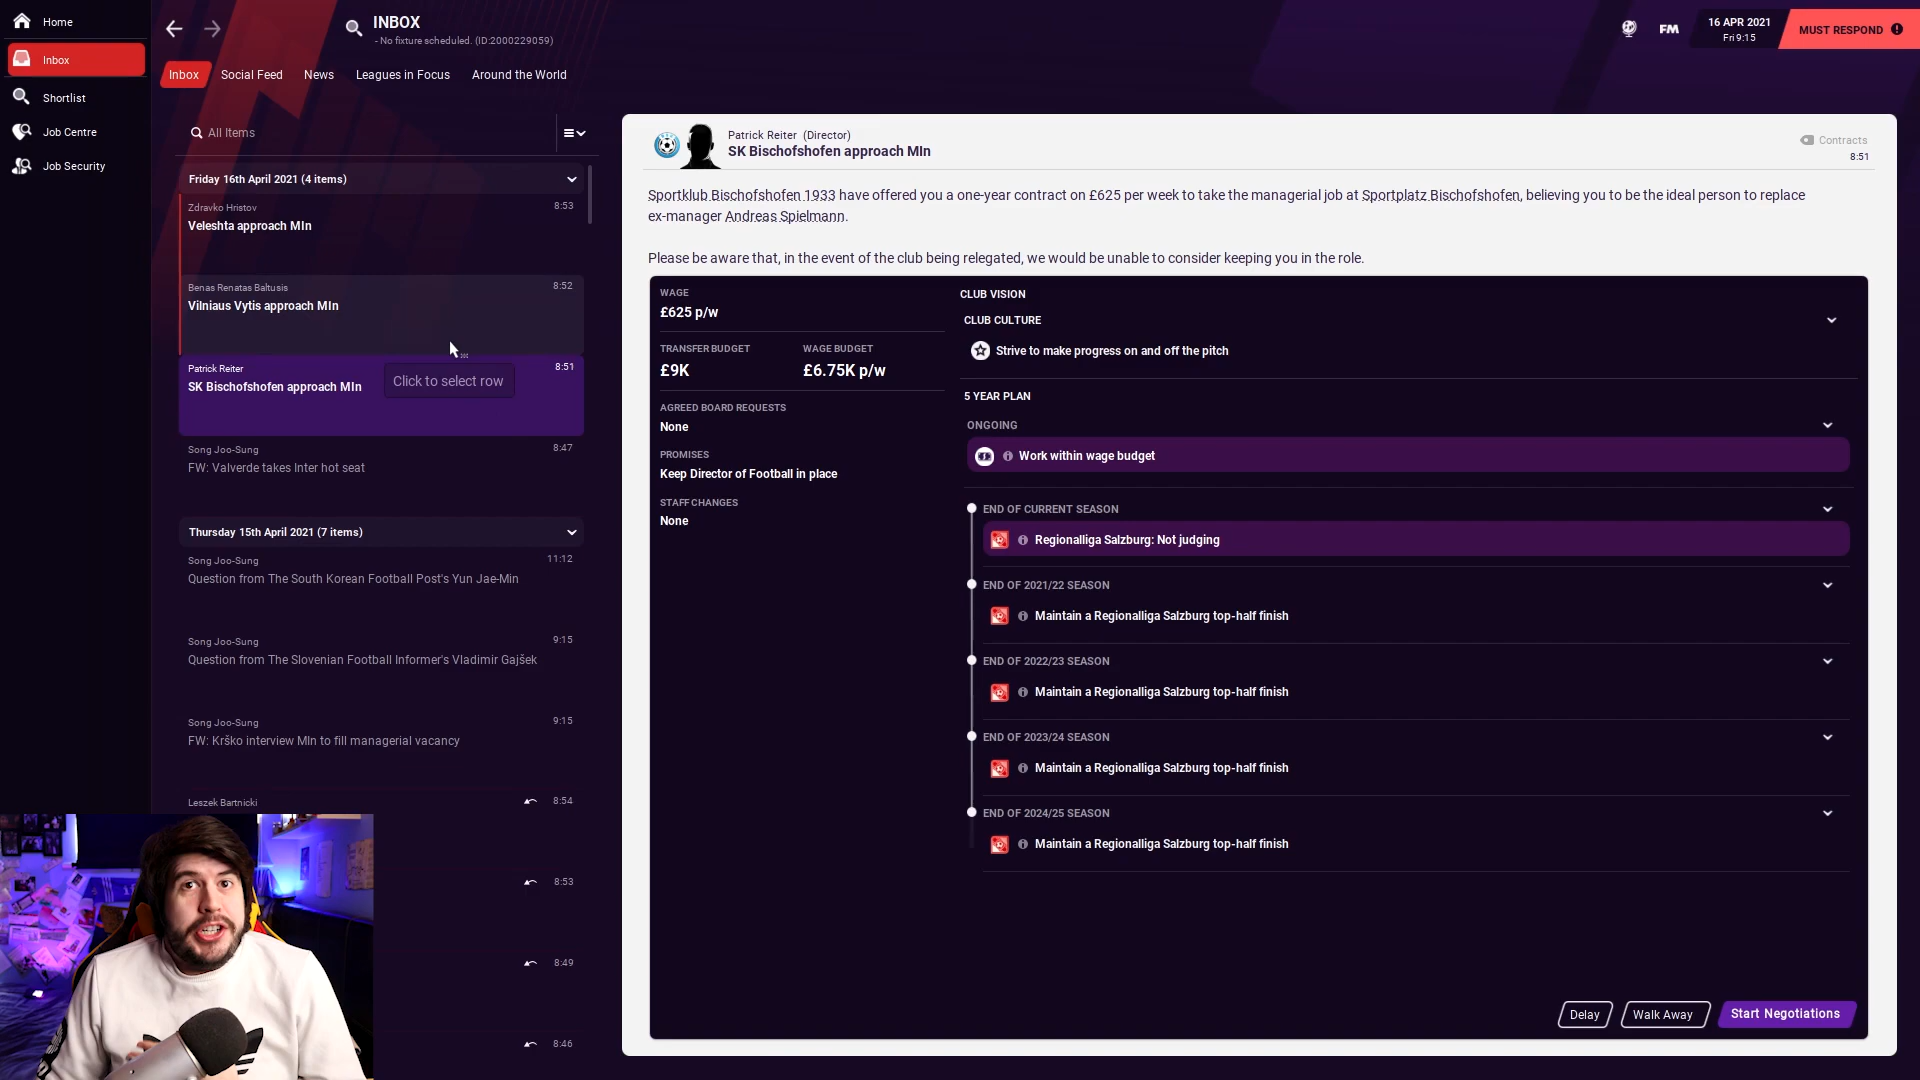 Home
Inbox
Shortlist
Job Centre
Job Security
INBOX
- No fixture scheduled. (ID:2000229059)
FM
16 APR 2021
Fri 9:15
MUST RESPOND
Inbox
Social Feed
News
Leagues in Focus
Around the World
All Items
Friday 16th April 2021 (4 items)
Zdravko Hristov
8:53
Veleshta approach MIn
Benas Renatas Baltusis
8:52
Vilniaus Vytis approach MIn
Patrick Reiter
8:51
SK Bischofshofen approach MIn
Click to select row
Song Joo-Sung
8:47
FW: Valverde takes Inter hot seat
Thursday 15th April 2021 (7 items)
Song Joo-Sung
11:12
Question from The South Korean Football Post's Yun Jae-Min
Song Joo-Sung
9:15
Question from The Slovenian Football Informer's Vladimir Gajšek
Song Joo-Sung
9:15
FW: Krško interview MIn to fill managerial vacancy
Leszek Bartnicki
8:54
8:53
8:49
8:46
Patrick Reiter (Director)
SK Bischofshofen approach MIn
Contracts
8:51
Sportklub Bischofshofen 1933 have offered you a one-year contract on £625 per week to take the managerial job at Sportplatz Bischofshofen, believing you to be the ideal person to replace
ex-manager Andreas Spielmann.
Please be aware that, in the event of the club being relegated, we would be unable to consider keeping you in the role.
WAGE
£625 p/w
TRANSFER BUDGET
WAGE BUDGET
£9K
£6.75K p/w
AGREED BOARD REQUESTS
None
PROMISES
Keep Director of Football in place
STAFF CHANGES
None
CLUB VISION
CLUB CULTURE
Strive to make progress on and off the pitch
5 YEAR PLAN
ONGOING
Work within wage budget
END OF CURRENT SEASON
Regionalliga Salzburg: Not judging
END OF 2021/22 SEASON
Maintain a Regionalliga Salzburg top-half finish
END OF 2022/23 SEASON
Maintain a Regionalliga Salzburg top-half finish
END OF 2023/24 SEASON
Maintain a Regionalliga Salzburg top-half finish
END OF 2024/25 SEASON
Maintain a Regionalliga Salzburg top-half finish
Delay
Walk Away
Start Negotiations